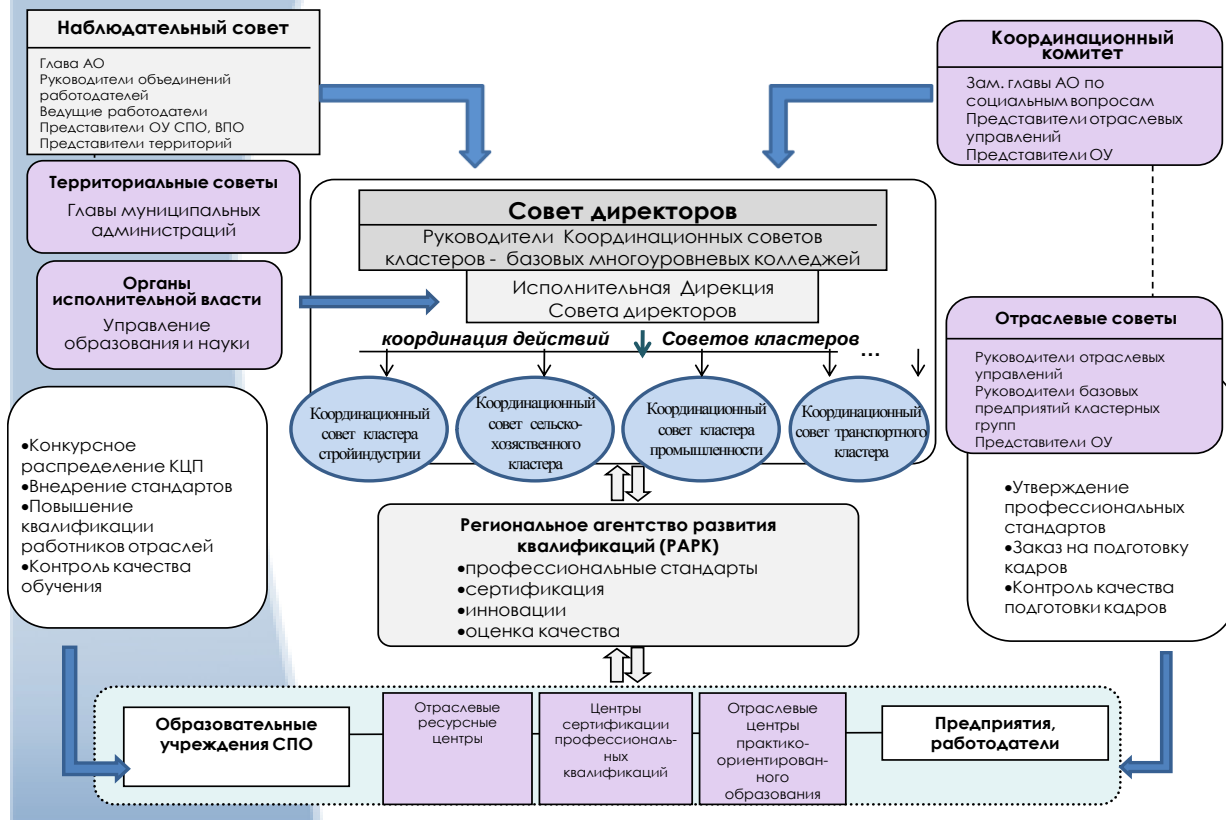 Наблюдательный совет
Глава АО
Руководители объединений
работодателей
Ведущие работодатели
Представители ОУ СПО, ВПО
Представители территорий
Координационный
комитет
Зам. главы АО по
социальным вопросам
Представители отраслевых
управлений
Представители ОУ
Территориальные советы
Главы муниципальных
администраций
Органы
исполнительной власти
Управление
образования и науки
Совет директоров
Руководители Координационных советов
кластеров - базовых многоуровневых колледжей
Исполнительная Дирекция
Совета директоров
координация действий Советов кластеров ...
Координационный
совет кластера
стройиндустрии
Координационный
совет сельско-
хозяственного
кластера
Координационный
совет кластера
промышленности
Координационный
совет транспортного
кластера
Отраслевые советы
Руководители отраслевых
управлений
Руководители базовых
предприятий кластерных
групп
Представители ОУ
•Конкурсное
распределение КЦП
•Внедрение стандартов
•Повышение
квалификации
работников отраслей
•Контроль качества
обучения
•Утверждение
профессиональных
стандартов
•Заказ на подготовку
кадров
•Контроль качества
подготовки кадров
Региональное агентство развития
квалификаций (РАРК)
•профессиональные стандарты
•сертификация
•инновации
•оценка качества
Образовательные
учреждения СПО
Отраслевые
ресурсные
центры
Центры
сертификации
профессиональ-
ных
квалификаций
Отраслевые
центры
практико-
ориентирован-
ного
образования
Предприятия,
работодатели